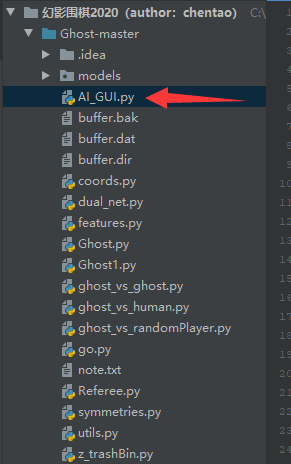 幻影围棋2020（author：chentao） C:\
Ghost-master
.idea
models
AI_GUI.py
buffer.bak
buffer.dat
buffer.dir
coords.py
dual_net.py
features.py
Ghost.py
Ghost1.py
ghost_vs_ghost.py
ghost_vs_human.py
ghost_vs_randomPlayer.py
go.py
note.txt
Referee.py
symmetries.py
utils.py
z_trashBin.py